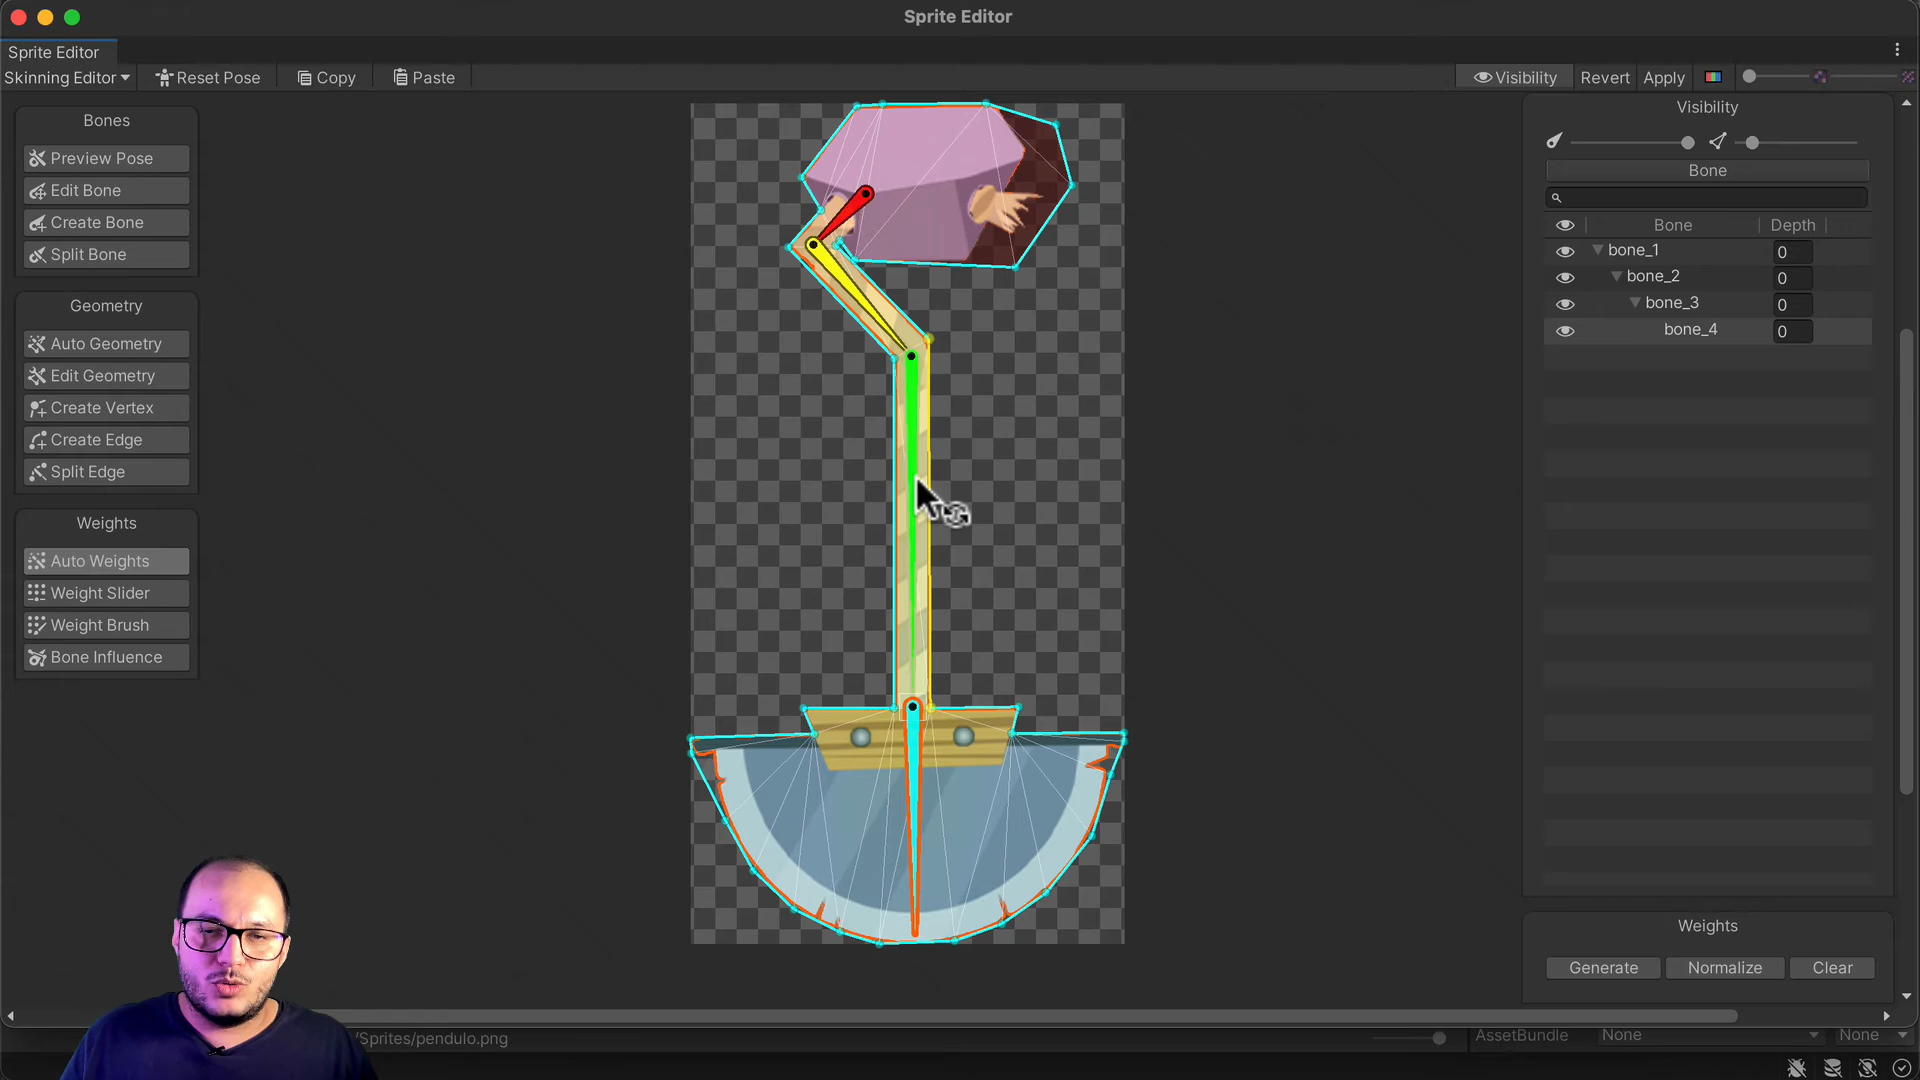 Sprite Editor
Sprite Editor
Skinning Editor
Reset Pose
Copy
Paste
Visibility
Revert
Apply
Bones
Preview Pose
Edit Bone
Create Bone
Split Bone
Geometry
Auto Geometry
Edit Geometry
Create Vertex
Create Edge
Split Edge
Weights
Auto Weights
Weight Slider
Weight Brush
Bone Influence
Visibility
Bone
Bone Depth
bone_1 0
bone_2 0
bone_3 0
bone_4 0
Weights
Generate
Normalize
Clear
/Sprites/pendulo.png
AssetBundle None None